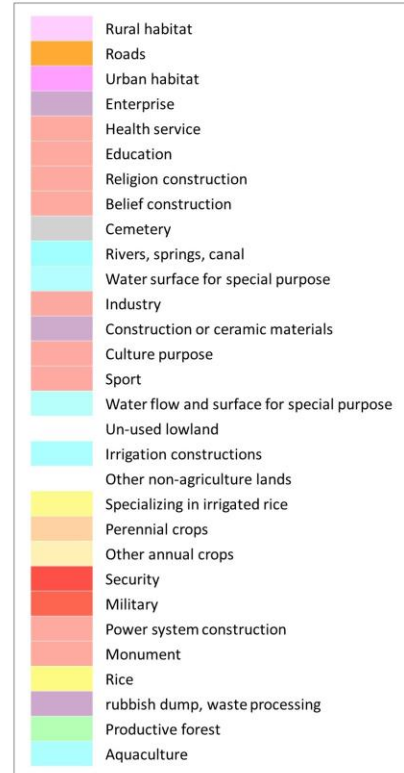 Rural habitat
Roads
Urban habitat
Enterprise
Health service
Education
Religion construction
Belief construction
Cemetery
Rivers, springs, canal
Water surface for special purpose
Industry
Construction or ceramic materials
Culture purpose
Sport
Water flow and surface for special purpose
Un-used lowland
Irrigation constructions
Other non-agriculture lands
Specializing in irrigated rice
Perennial crops
Other annual crops
Security
Military
Power system construction
Monument
Rice
rubbish dump, waste processing
Productive forest
Aquaculture